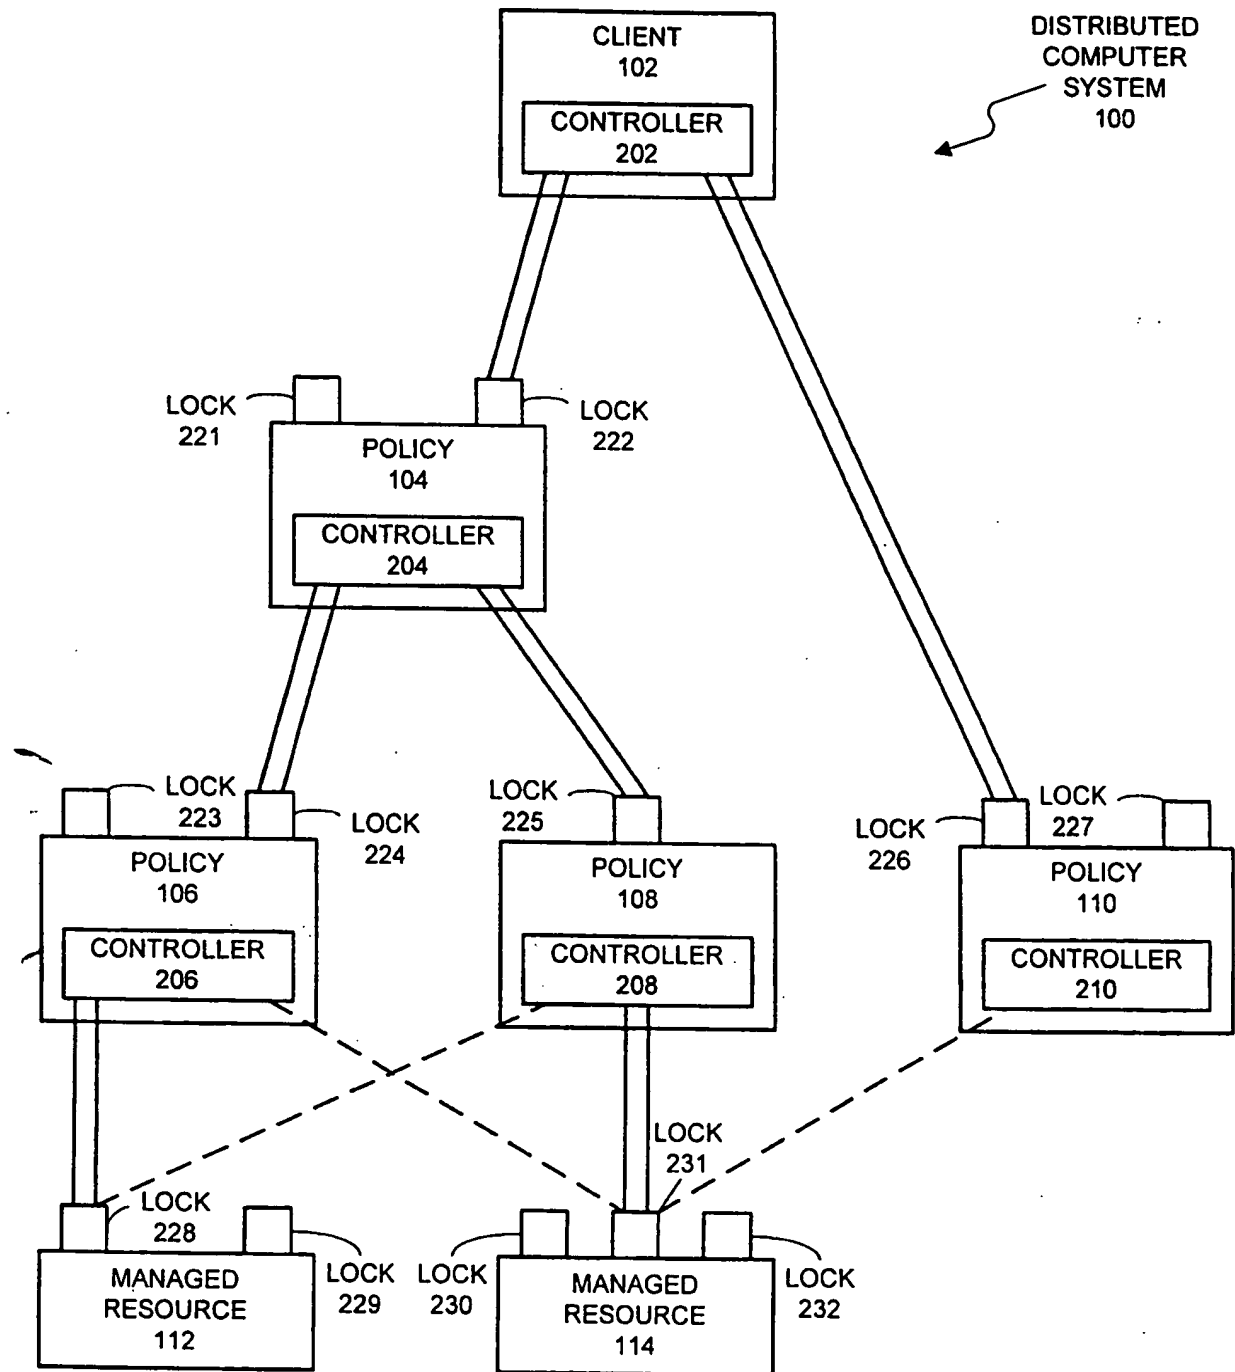 CLIENT
102
CONTROLLER
202
DISTRIBUTED
COMPUTER
SYSTEM
100
LOCK
221
LOCK
222
POLICY
104
CONTROLLER
204
LOCK
223
LOCK
224
LOCK
225
LOCK
226
LOCK
227
POLICY
106
CONTROLLER
206
POLICY
108
CONTROLLER
208
POLICY
110
CONTROLLER
210
LOCK
231
LOCK
228
LOCK
229
LOCK
230
LOCK
232
MANAGED
RESOURCE
112
MANAGED
RESOURCE
114